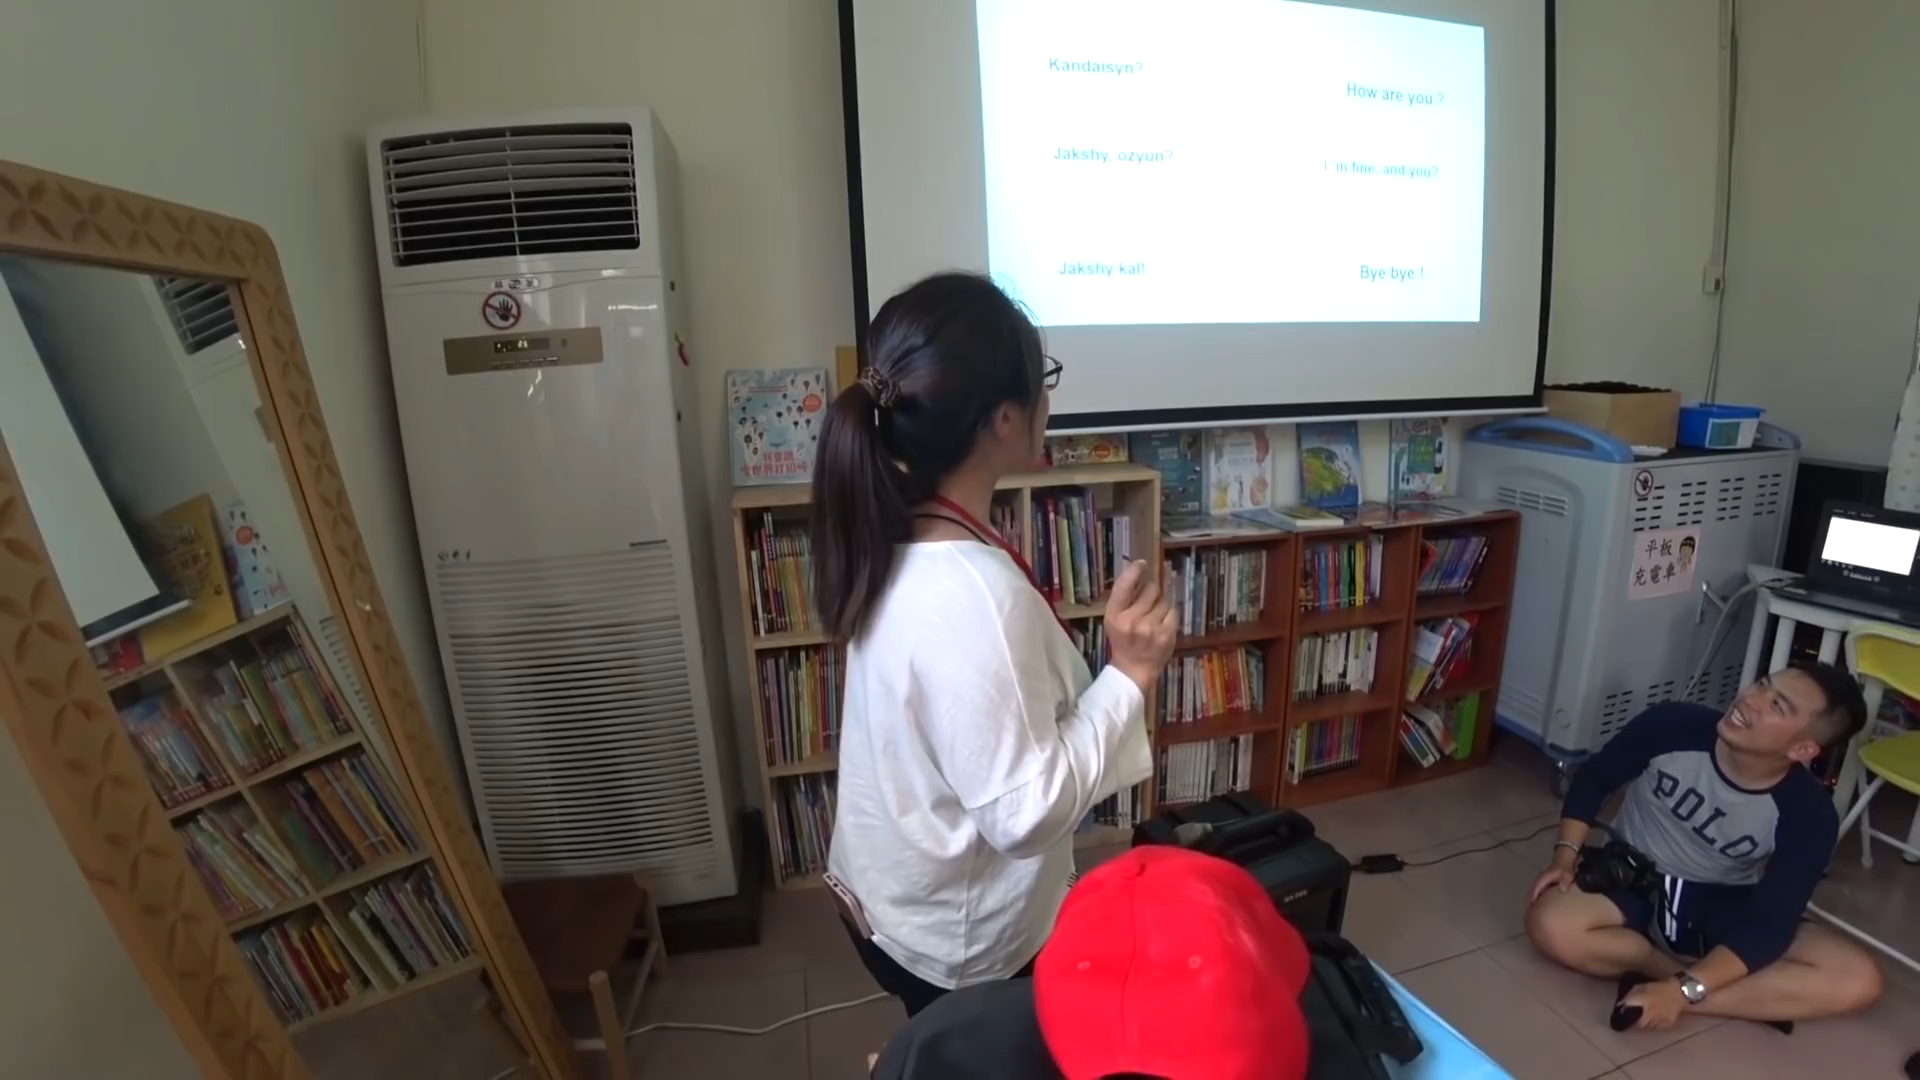 Kandaisyn?
How are you ?
Jakshy, ozyun?
I´m fine, and you?
Jakshy kal!
Bye bye !
平板
充電車
POLO